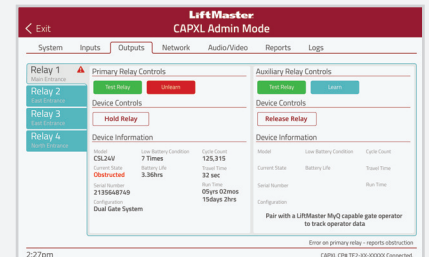 LiftMaster
Exit
CAPXL Admin Mode
System Inputs Outputs Network Audio/Video Reports Logs
Relay 1
Main Entrance
Relay 2
East Entrance
Relay 3
East Entrance
Relay 4
North Entrance
Primary Relay Controls
Test Relay Unlearn
Device Controls
Hold Relay
Device Information
Model Low Battery Condition Cycle Count
CSL24V 7 Times 125,315
Current State Battery Life Travel Time
Obstructed 3.36hrs 32 sec
Serial Number Run Time
2135648749 05yrs 02mos
15days 2hrs
Configuration
Dual Gate System
Auxiliary Relay Controls
Test Relay Learn
Device Controls
Release Relay
Device Information
Model Low Battery Condition Cycle Count
Current State Battery Life Travel Time
Serial Number Run Time
Configuration
Pair with a LiftMaster MyQ capable gate operator
to track operator data
Error on primary relay - reports obstruction
2:27pm
Connected